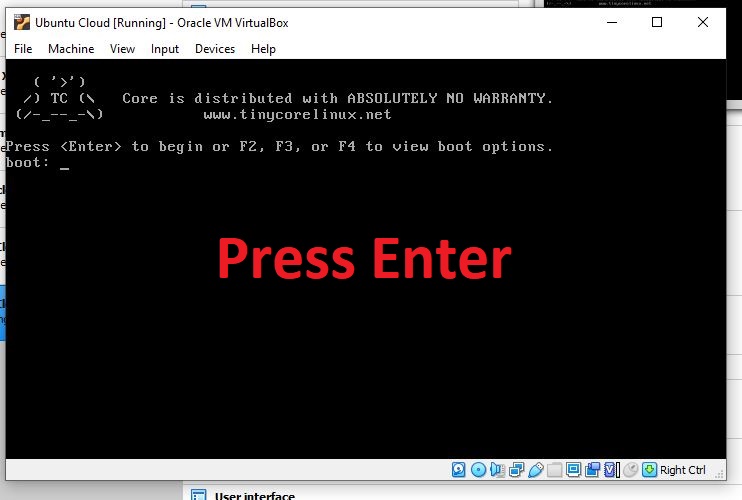 Ubuntu Cloud [Running] - Oracle VM VirtualBox
File Machine View Input Devices Help
( '>')
/) TC (\ Core is distributed with ABSOLUTELY NO WARRANTY.
(/-_--_-\) www.tinycorelinux.net
Press <Enter> to begin or F2, F3, or F4 to view boot options.
boot: _
Press Enter
Right Ctrl
User interface